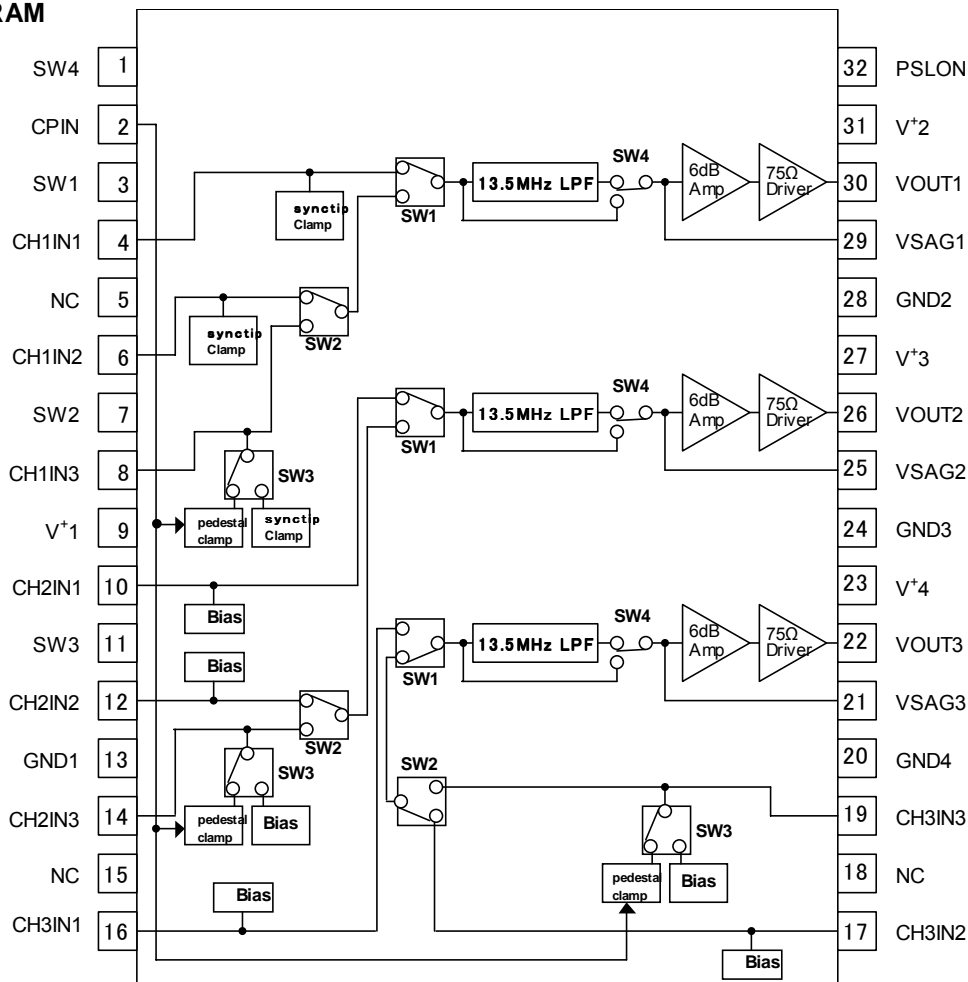 RAM
SW4 1
CPIN 2
SW1 3
CH1IN1 4
NC 5
CH1IN2 6
SW2 7
CH1IN3 8
V+1 9
CH2IN1 10
SW3 11
CH2IN2 12
GND1 13
CH2IN3 14
NC 15
CH3IN1 16
32 PSLON
31 V+2
30 VOUT1
29 VSAG1
28 GND2
27 V+3
26 VOUT2
25 VSAG2
24 GND3
23 V+4
22 VOUT3
21 VSAG3
20 GND4
19 CH3IN3
18 NC
17 CH3IN2
synctip
Clamp
SW1
13.5MHz LPF
SW4
6dB
Amp
75Ω
Driver
synctip
Clamp
SW2
SW3
pedestal
clamp
synctip
Clamp
SW1
13.5MHz LPF
SW4
6dB
Amp
75Ω
Driver
Bias
Bias
SW2
SW3
pedestal
clamp
Bias
SW1
13.5MHz LPF
SW4
6dB
Amp
75Ω
Driver
SW2
SW3
pedestal
clamp
Bias
Bias
Bias